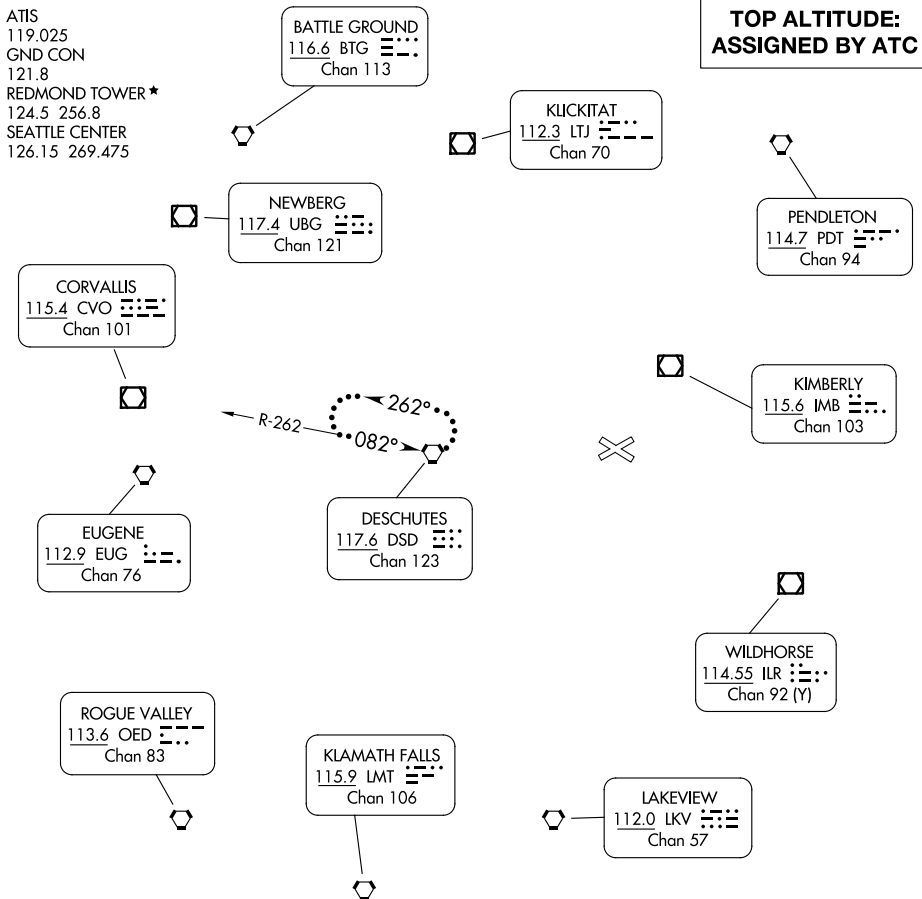 ATIS
119.025
GND CON
121.8
REDMOND TOWER★
124.5 256.8
SEATTLE CENTER
126.15 269.475
TOP ALTITUDE:
ASSIGNED BY ATC
BATTLE GROUND
116.6 BTG
Chan 113
KLICKITAT
112.3 LTJ
Chan 70
NEWBERG
117.4 UBG
Chan 121
PENDLETON
114.7 PDT
Chan 94
CORVALLIS
115.4 CVO
Chan 101
KIMBERLY
115.6 IMB
Chan 103
262°
R-262
082°
EUGENE
112.9 EUG
Chan 76
DESCHUTES
117.6 DSD
Chan 123
WILDHORSE
114.55 ILR
Chan 92 (Y)
ROGUE VALLEY
113.6 OED
Chan 83
KLAMATH FALLS
115.9 LMT
Chan 106
LAKEVIEW
112.0 LKV
Chan 57